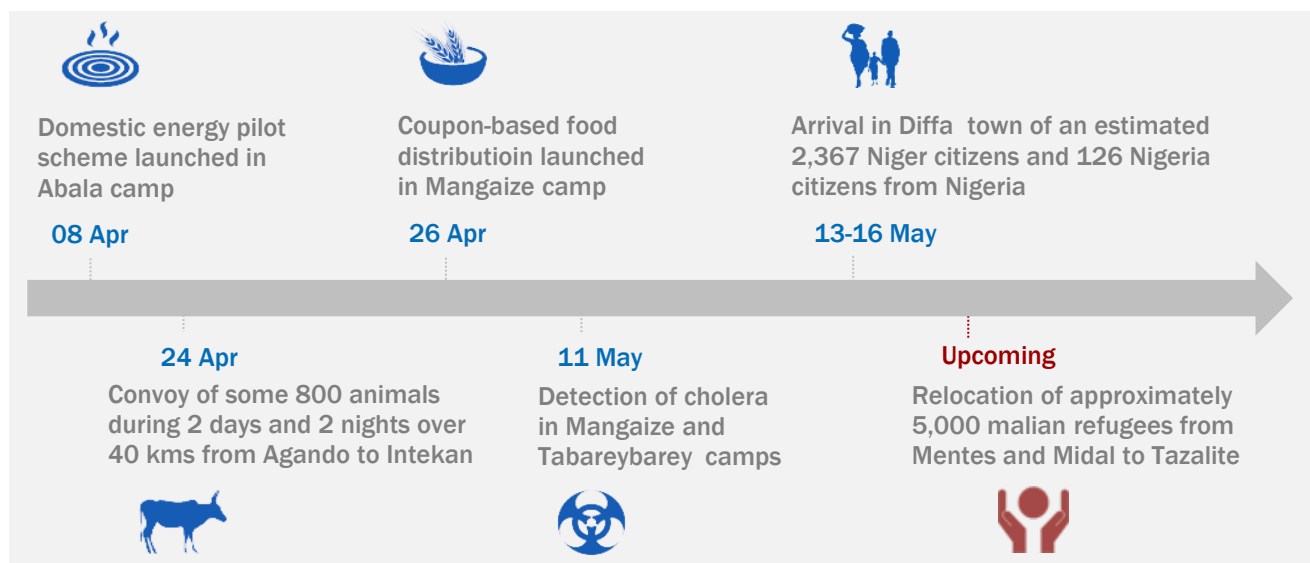 Domestic energy pilot
scheme launched in
Abala camp
08 Apr
Coupon-based food
distributioin launched
in Mangaize camp
26 Apr
Arrival in Diffa town of an estimated
2,367 Niger citizens and 126 Nigeria
citizens from Nigeria
13-16 May
24 Apr
Convoy of some 800 animals
during 2 days and 2 nights over
40 kms from Agando to Intekan
11 May
Detection of cholera
in Mangaize and
Tabareybarey camps
Upcoming
Relocation of approximately
5,000 malian refugees from
Mentes and Midal to Tazalite